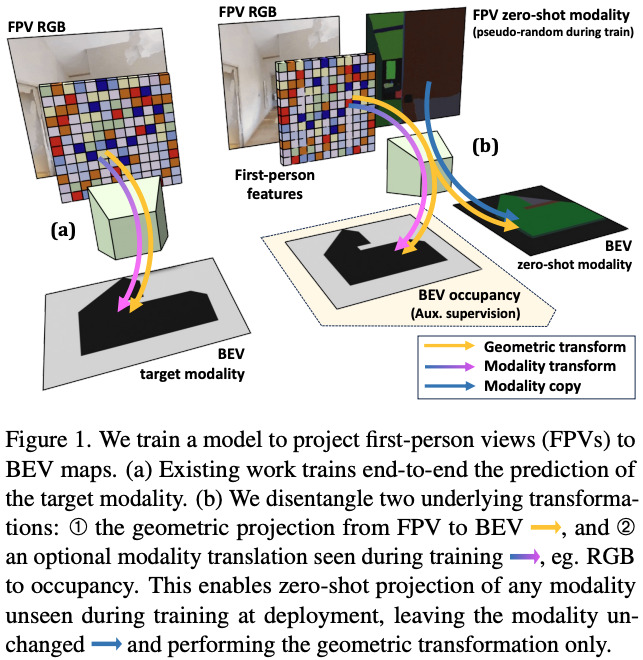 FPV RGB
FPV RGB
FPV zero-shot modality
(pseudo-random during train)
(a)
(b)
First-person
features
BEV
zero-shot modality
BEV occupancy
(Aux. supervision)
BEV
target modality
Geometric transform
Modality transform
Modality copy
Figure 1. We train a model to project first-person views (FPVs) to
BEV maps. (a) Existing work trains end-to-end the prediction of
the target modality. (b) We disentangle two underlying transforma-
tions: ① the geometric projection from FPV to BEV ➡, and ②
an optional modality translation seen during training ➡, eg. RGB
to occupancy. This enables zero-shot projection of any modality
unseen during training at deployment, leaving the modality un-
changed ➡ and performing the geometric transformation only.